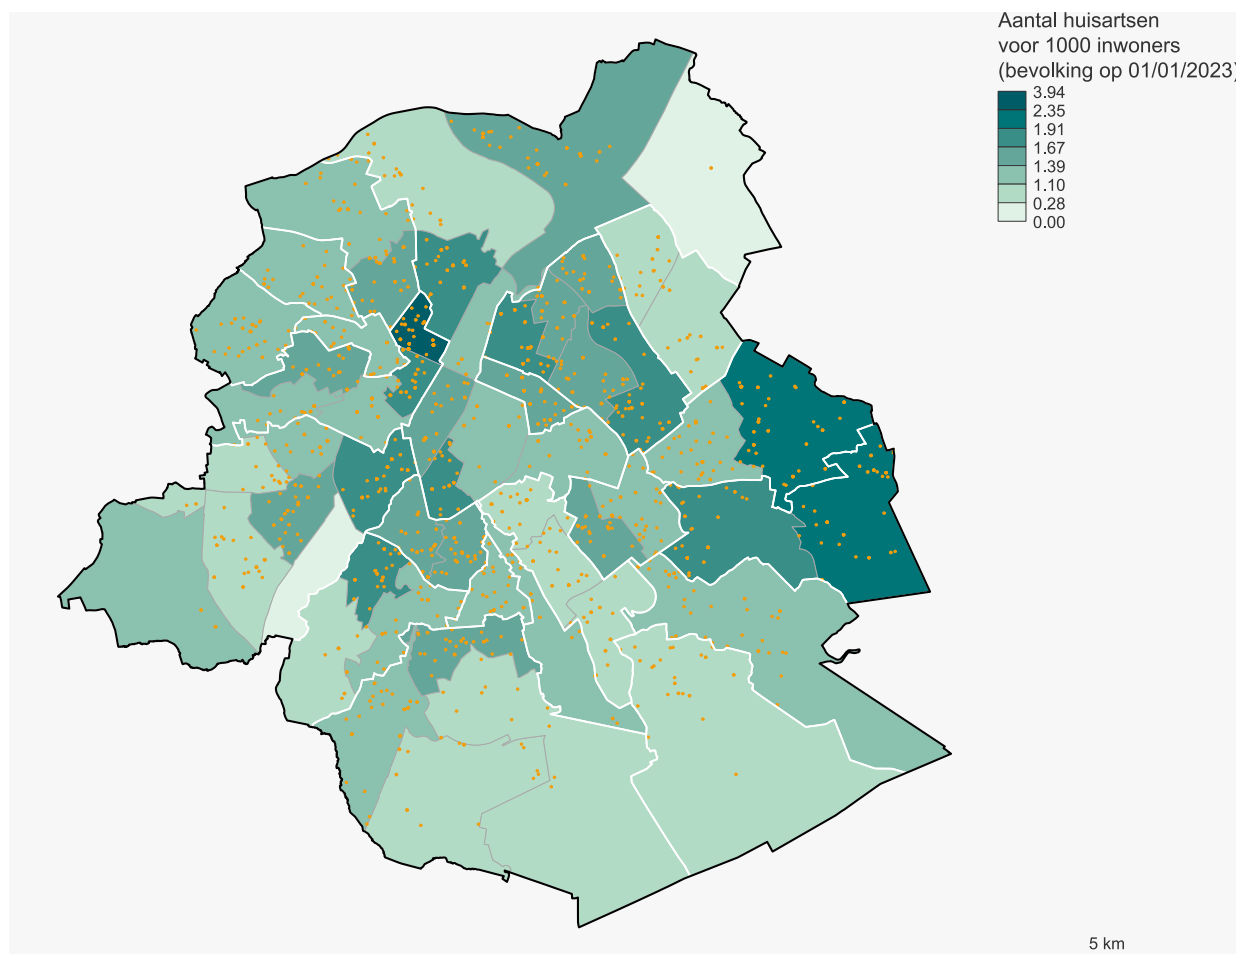 Aantal huisartsen
voor 1000 inwoners
(bevolking op 01/01/2023)
3.94
2.35
1.91
1.67
1.39
1.10
0.28
0.00
5 km